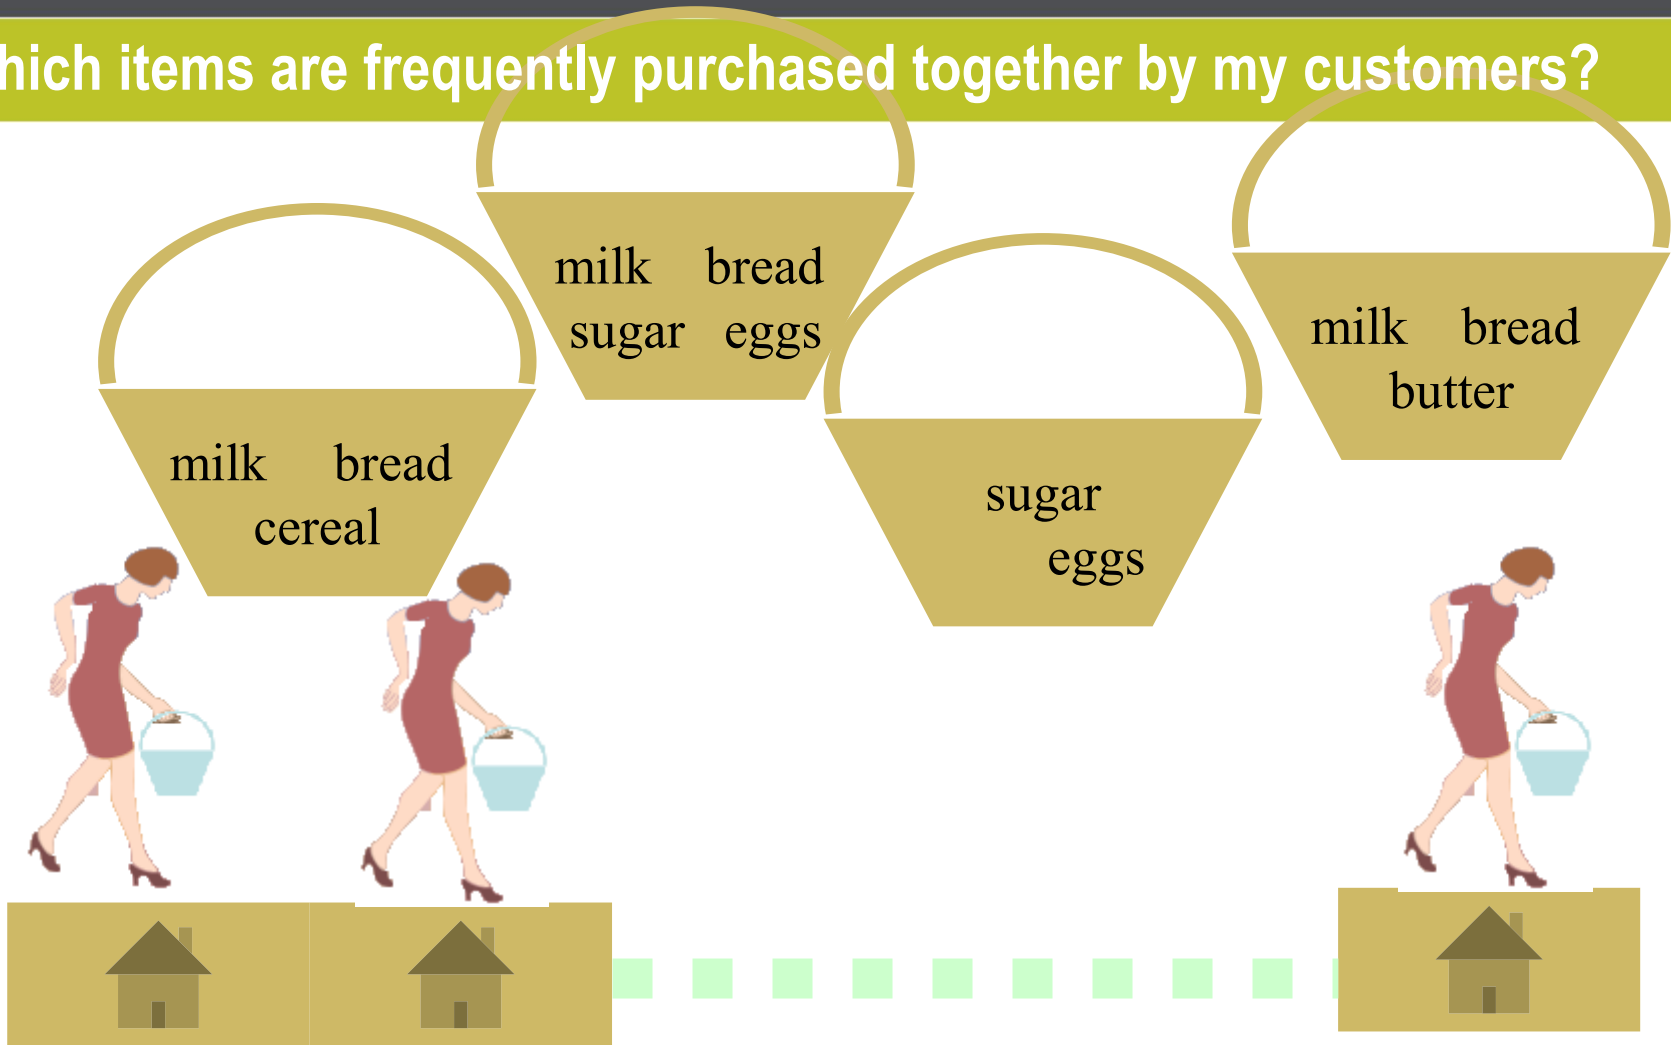 hich items are frequently purchased together by my customers?
milk bread
cereal
milk bread
sugar eggs
sugar
eggs
milk bread
butter